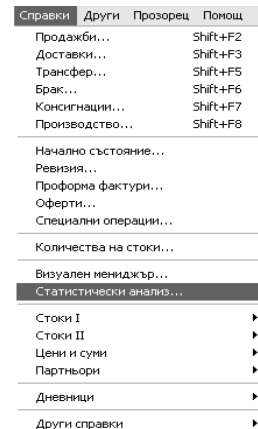 Справки Други Прозорец Помощ
Продажби... Shift+F2
Доставки... Shift+F3
Трансфер... Shift+F5
Брак... Shift+F6
Консигнации... Shift+F7
Производство... Shift+F8
Начално състояние...
Ревизия...
Проформа фактури...
Оферти...
Специални операции...
Количества на стоки...
Визуален мениджър...
Статистически анализ...
Стоки I
Стоки II
Цени и суми
Партньори
Дневници
Други справки